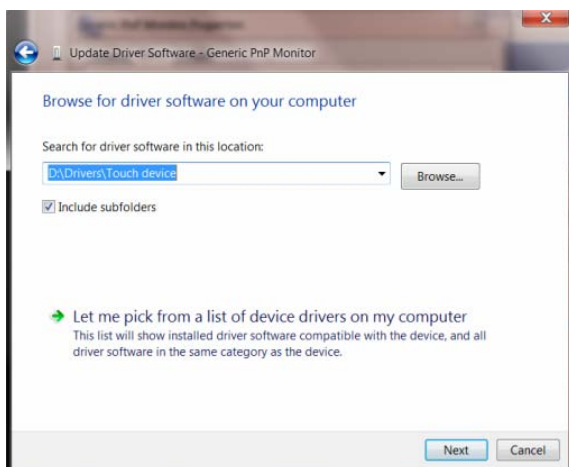 Update Driver Software - Generic PnP Monitor
Browse for driver software on your computer
Search for driver software in this location:
D:\Drivers\Touch device
Browse...
Include subfolders
Let me pick from a list of device drivers on my computer
This list will show installed driver software compatible with the device, and all
driver software in the same category as the device.
Next
Cancel